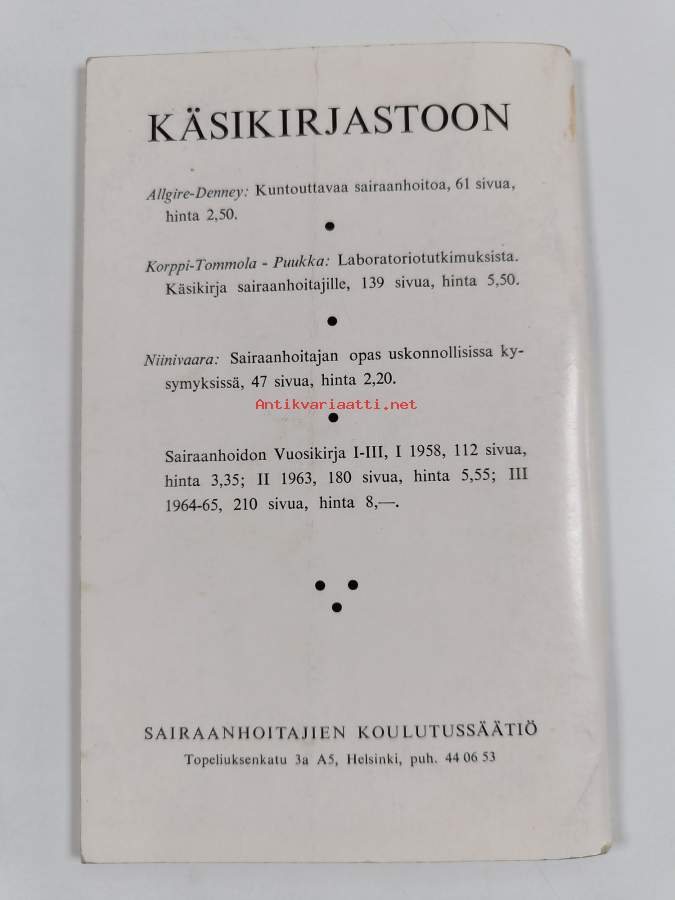 KÄSIKIRJASTOON
Allgire-Denney: Kuntouttavaa sairaanhoitoa, 61 sivua,
hinta 2,50.
Korppi-Tommola - Puukka: Laboratoriotutkimuksista.
Käsikirja sairaanhoitajille, 139 sivua, hinta 5,50.
Niinivaara: Sairaanhoitajan opas uskonnollisissa ky-
symyksissä, 47 sivua, hinta 2,20.
Antikvariaatti.net
Sairaanhoidon Vuosikirja I-III, I 1958, 112 sivua,
hinta 3,35; II 1963, 180 sivua, hinta 5,55; III
1964-65, 210 sivua, hinta 8,—.
SAIRAANHOITAJIEN KOULUTUSSÄÄTIÖ
Topeliuksenkatu 3a A5, Helsinki, puh. 44 06 53